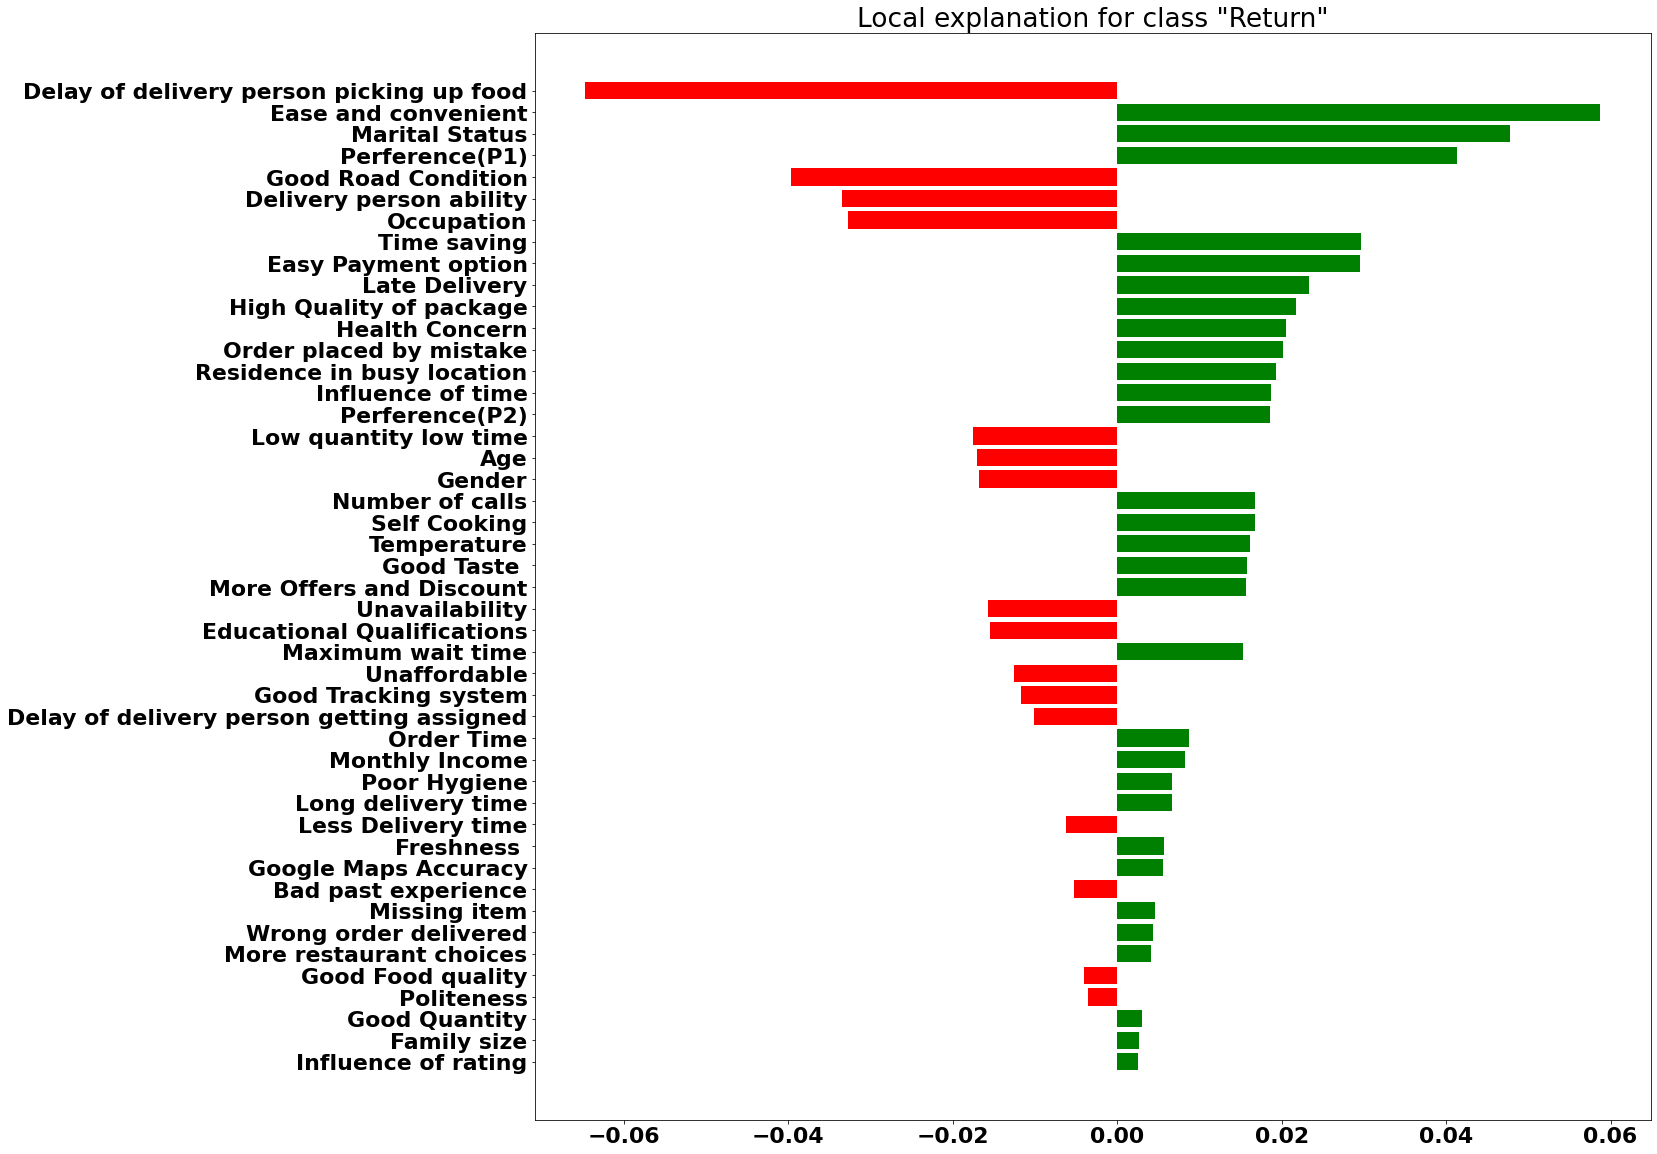 Local explanation for class "Return"
Delay of delivery person picking up food
Ease and convenient
Marital Status
Perference(P1)
Good Road Condition
Delivery person ability
Occupation
Time saving
Easy Payment option
Late Delivery
High Quality of package
Health Concern
Order placed by mistake
Residence in busy location
Influence of time
Perference(P2)
Low quantity low time
Age
Gender
Number of calls
Self Cooking
Temperature
Good Taste
More Offers and Discount
Unavailability
Educational Qualifications
Maximum wait time
Unaffordable
Good Tracking system
Delay of delivery person getting assigned
Order Time
Monthly Income
Poor Hygiene
Long delivery time
Less Delivery time
Freshness
Google Maps Accuracy
Bad past experience
Missing item
Wrong order delivered
More restaurant choices
Good Food quality
Politeness
Good Quantity
Family size
Influence of rating
−0.06 −0.04 −0.02 0.00 0.02 0.04 0.06